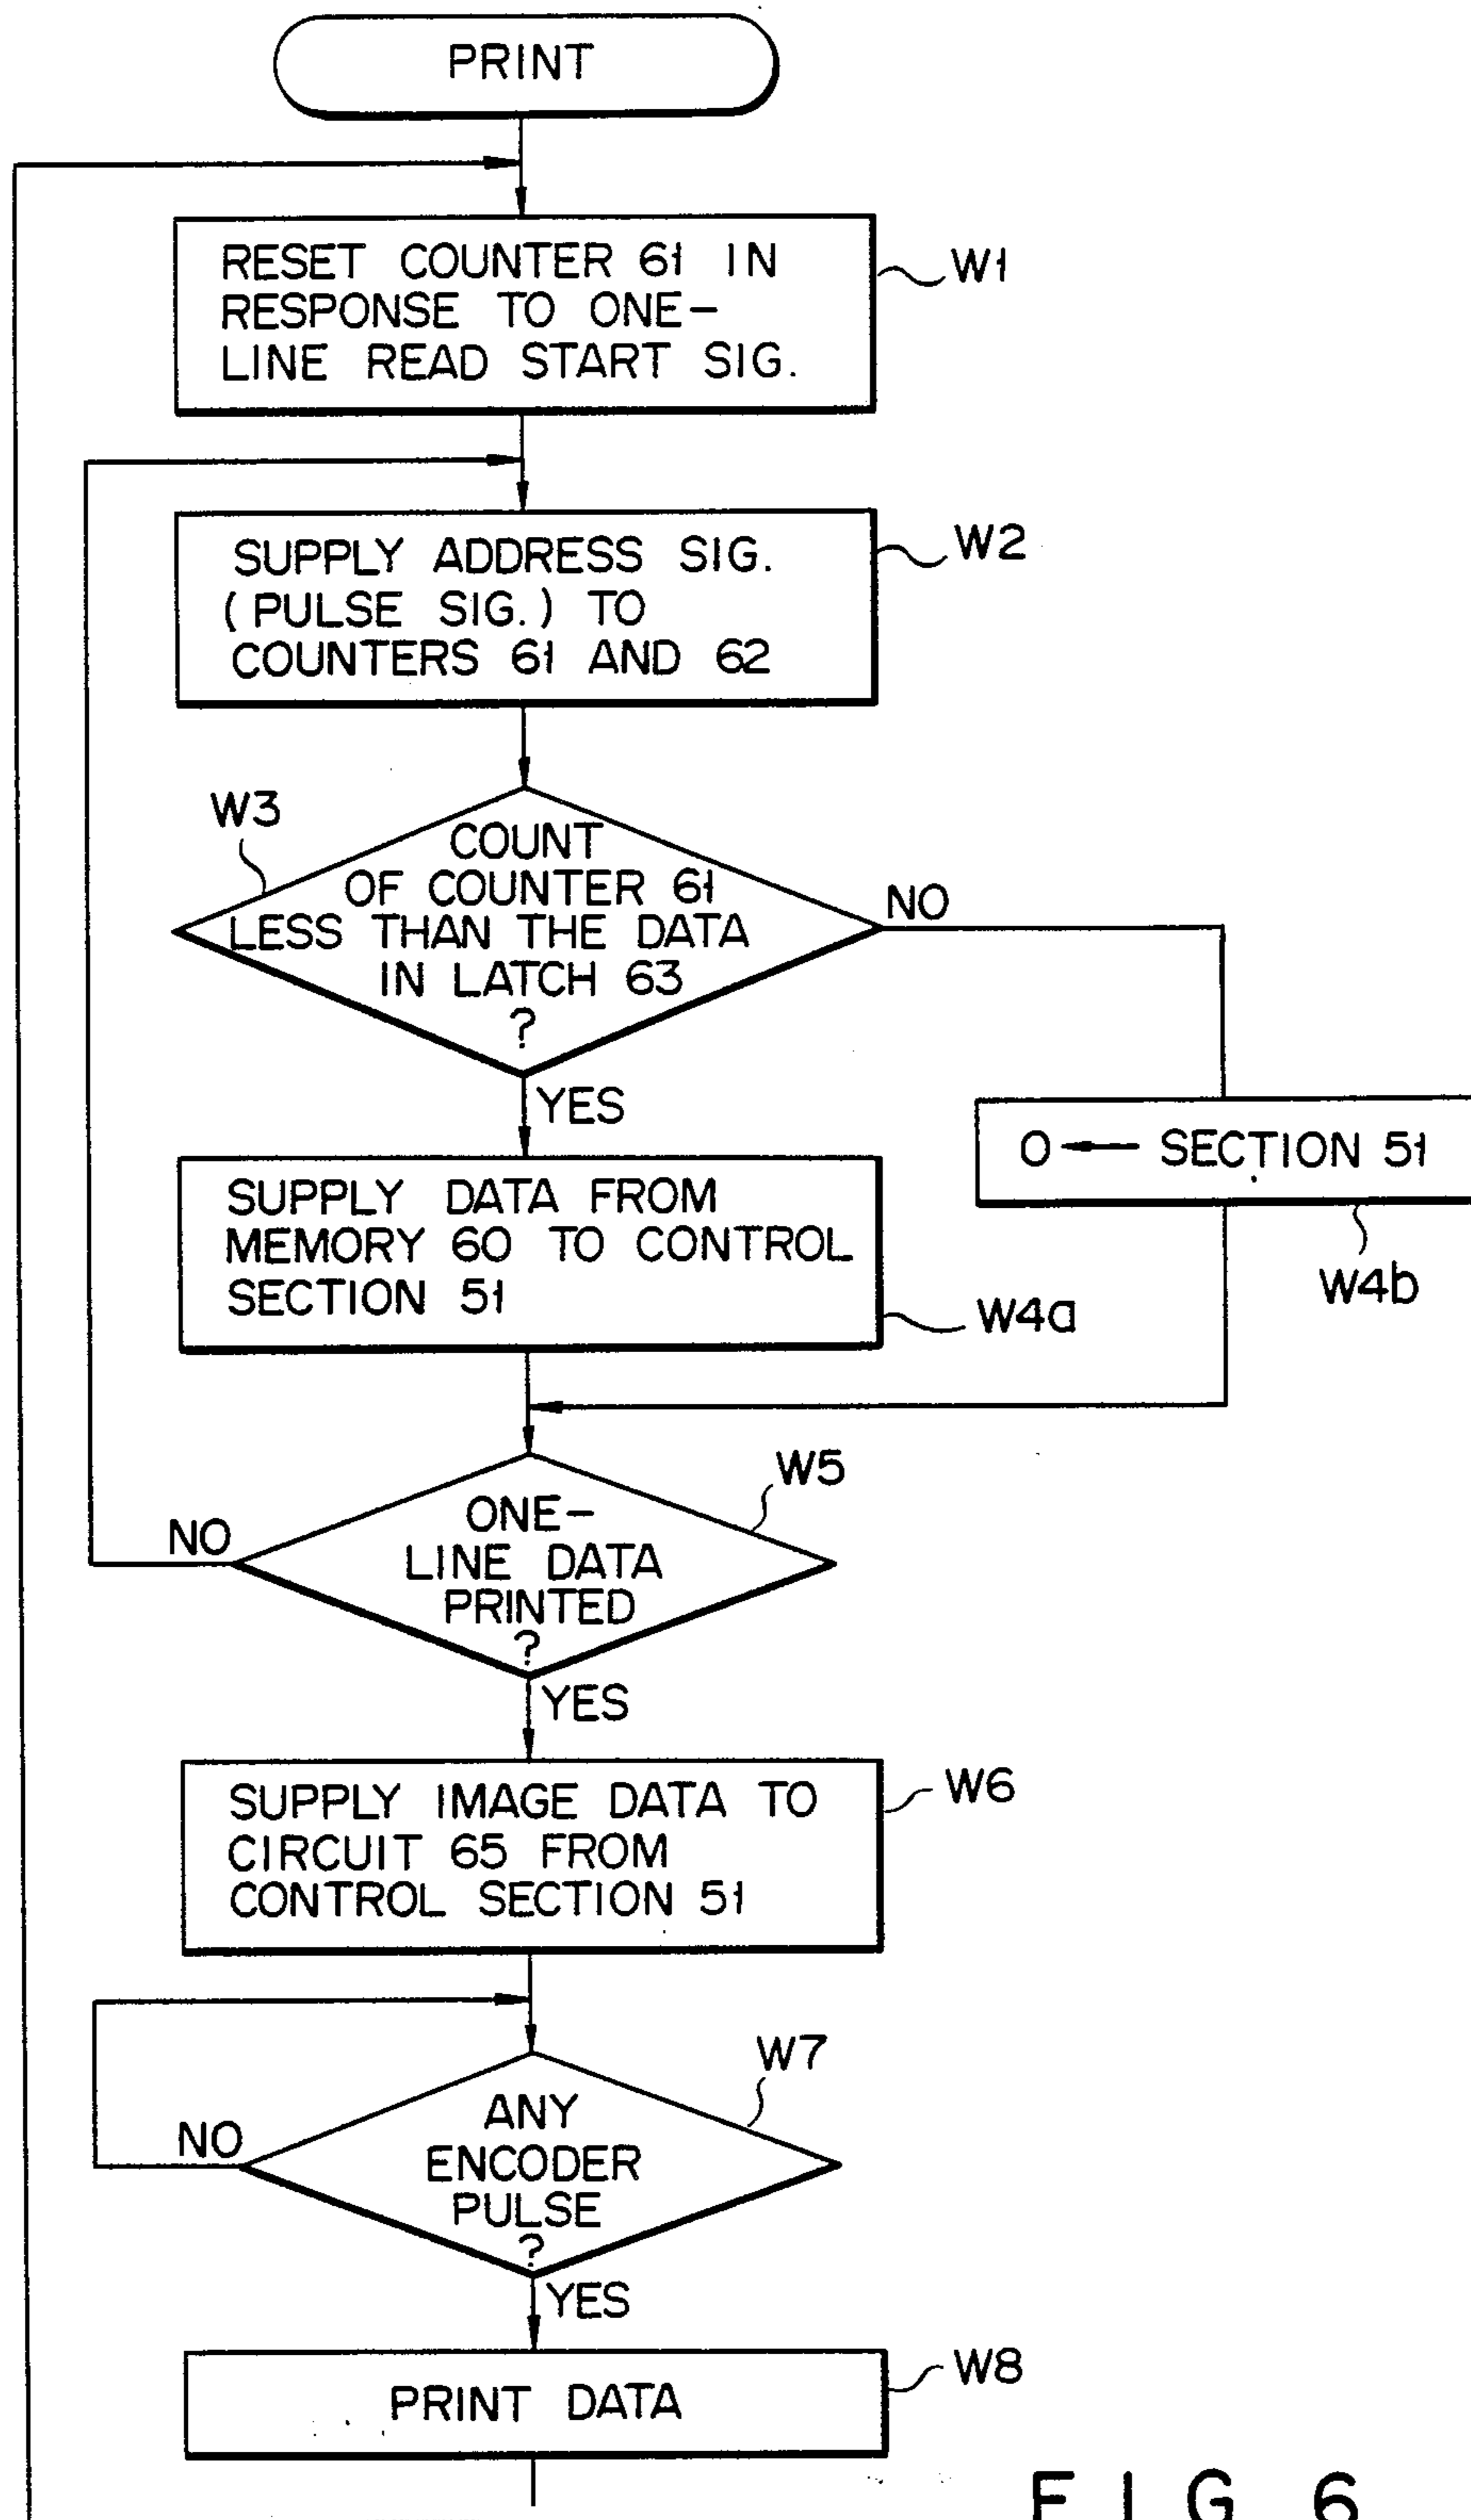 PRINT
RESET COUNTER 61 IN
RESPONSE TO ONE-
LINE READ START SIG.
W1
SUPPLY ADDRESS SIG.
(PULSE SIG.) TO
COUNTERS 61 AND 62
W2
W3
COUNT
OF COUNTER 61
LESS THAN THE DATA
IN LATCH 63
?
NO
YES
0 ← SECTION 51
W4b
SUPPLY DATA FROM
MEMORY 60 TO CONTROL
SECTION 51
W4a
W5
ONE-
LINE DATA
PRINTED
?
NO
YES
SUPPLY IMAGE DATA TO
CIRCUIT 65 FROM
CONTROL SECTION 51
W6
W7
ANY
ENCODER
PULSE
?
NO
YES
PRINT DATA
W8
FIG. 6